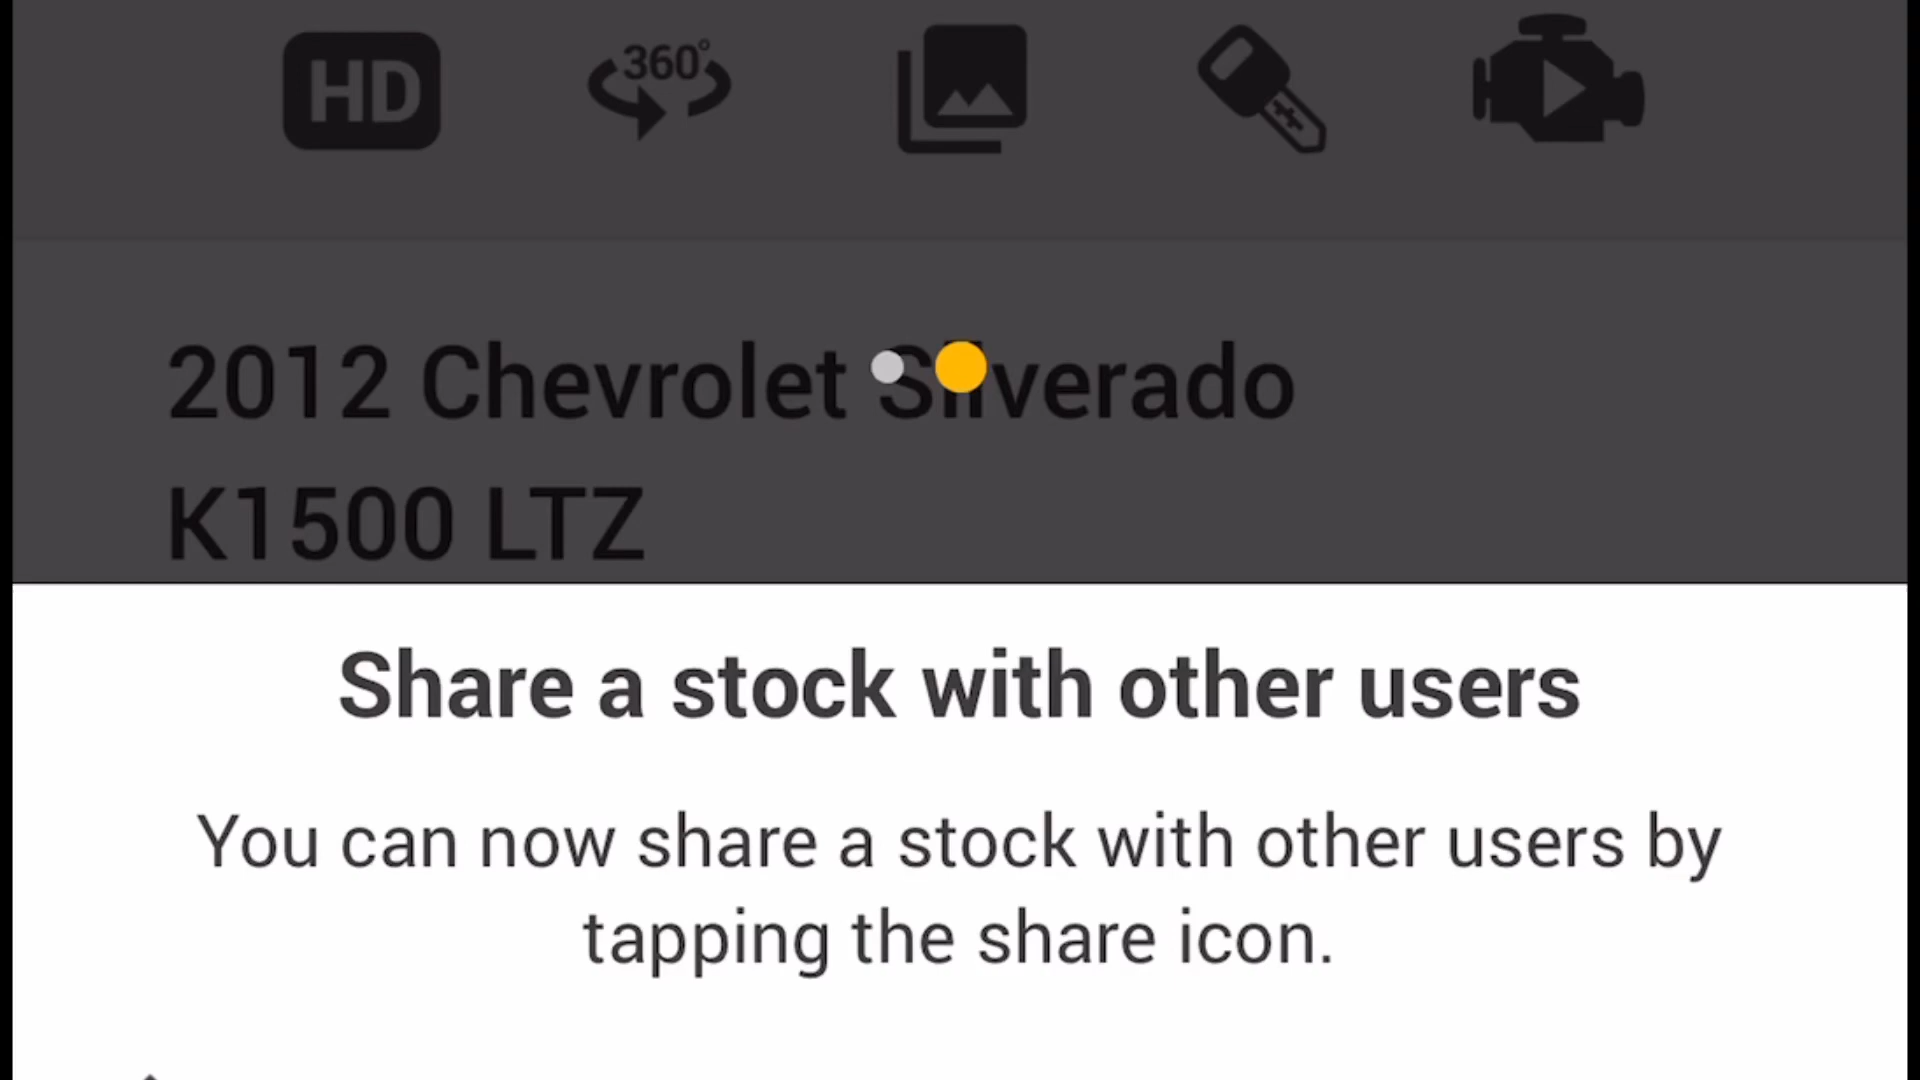 HD
360°
2012 Chevrolet Silverado
K1500 LTZ
Share a stock with other users
You can now share a stock with other users by
tapping the share icon.